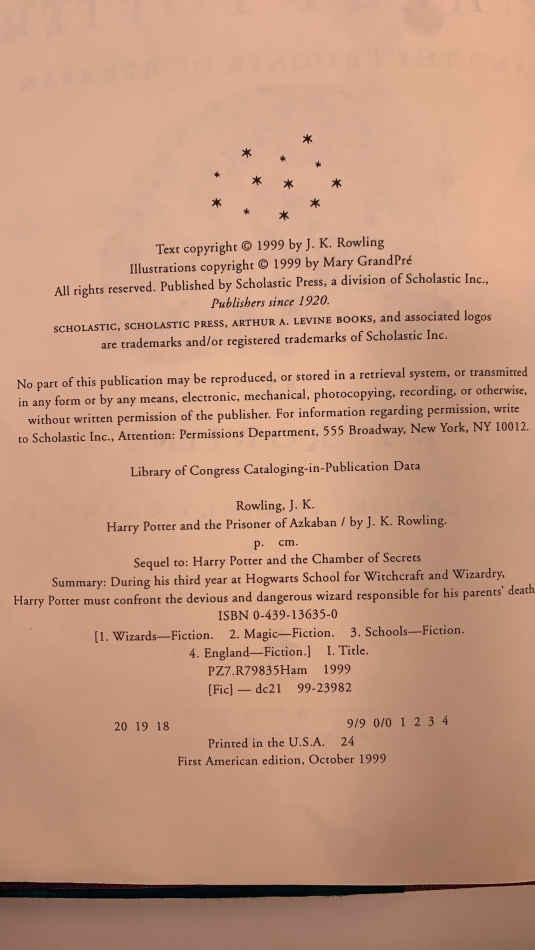 Text copyright © 1999 by J. K. Rowling
Illustrations copyright © 1999 by Mary GrandPré
All rights reserved. Published by Scholastic Press, a division of Scholastic Inc.,
Publishers since 1920.
SCHOLASTIC, SCHOLASTIC PRESS, ARTHUR A. LEVINE BOOKS, and associated logos
are trademarks and/or registered trademarks of Scholastic Inc.
No part of this publication may be reproduced, or stored in a retrieval system, or transmitted
in any form or by any means, electronic, mechanical, photocopying, recording, or otherwise,
without written permission of the publisher. For information regarding permission, write
to Scholastic Inc., Attention: Permissions Department, 555 Broadway, New York, NY 10012.
Library of Congress Cataloging-in-Publication Data
Rowling, J. K.
Harry Potter and the Prisoner of Azkaban / by J. K. Rowling.
p. cm.
Sequel to: Harry Potter and the Chamber of Secrets
Summary: During his third year at Hogwarts School for Witchcraft and Wizardry,
Harry Potter must confront the devious and dangerous wizard responsible for his parents' death
ISBN 0-439-13635-0
[1. Wizards—Fiction. 2. Magic—Fiction. 3. Schools—Fiction.
4. England—Fiction.] I. Title.
PZ7.R79835Ham 1999
[Fic] — dc21 99-23982
20 19 18 9/9 0/0 1 2 3 4
Printed in the U.S.A. 24
First American edition, October 1999